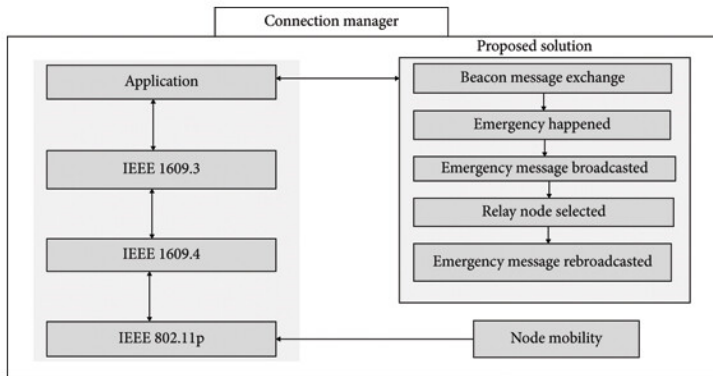 Connection manager
Proposed solution
Application
IEEE 1609.3
IEEE 1609.4
IEEE 802.11p
Beacon message exchange
Emergency happened
Emergency message broadcasted
Relay node selected
Emergency message rebroadcasted
Node mobility